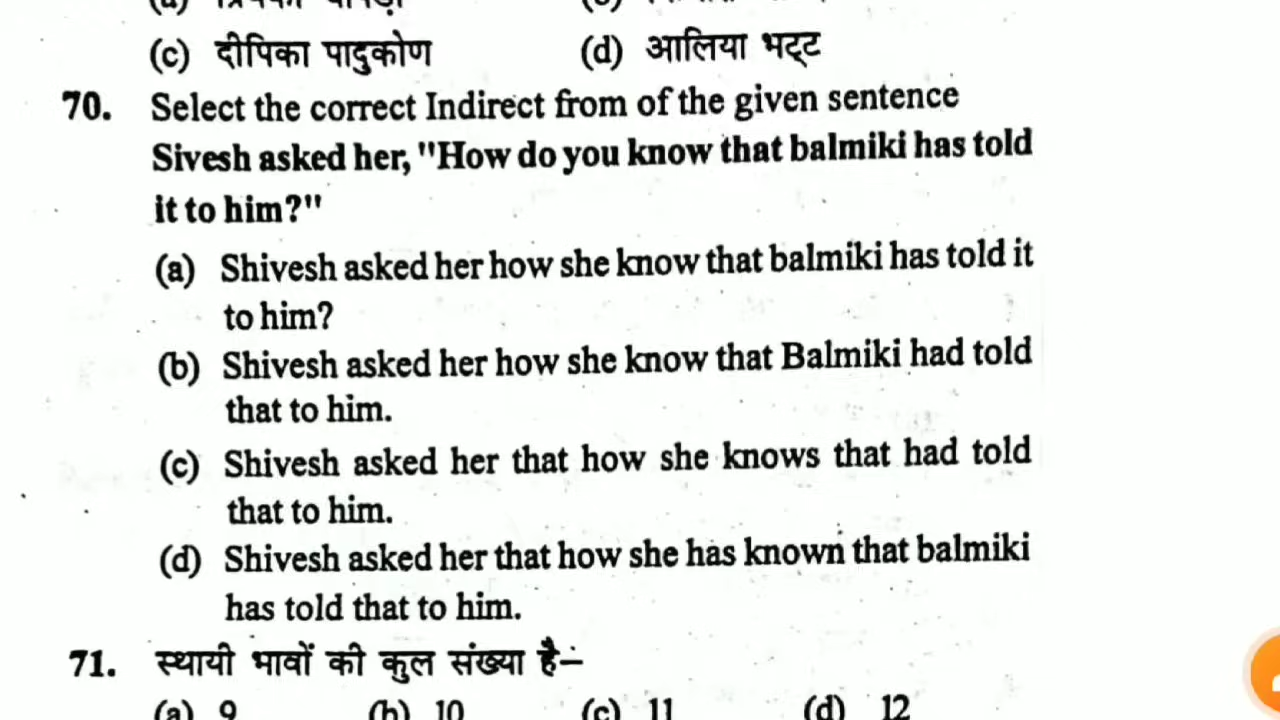 (c) दीपिका पादुकोण (d) आलिया भट्ट
70. Select the correct Indirect from of the given sentence
Sivesh asked her, "How do you know that balmiki has told
it to him?"
(a) Shivesh asked her how she know that balmiki has told it
to him?
(b) Shivesh asked her how she know that Balmiki had told
that to him.
(c) Shivesh asked her that how she knows that had told
that to him.
(d) Shivesh asked her that how she has known that balmiki
has told that to him.
71. स्थायी भावों की कुल संख्या है–
(a) 9 (b) 10 (c) 11 (d) 12